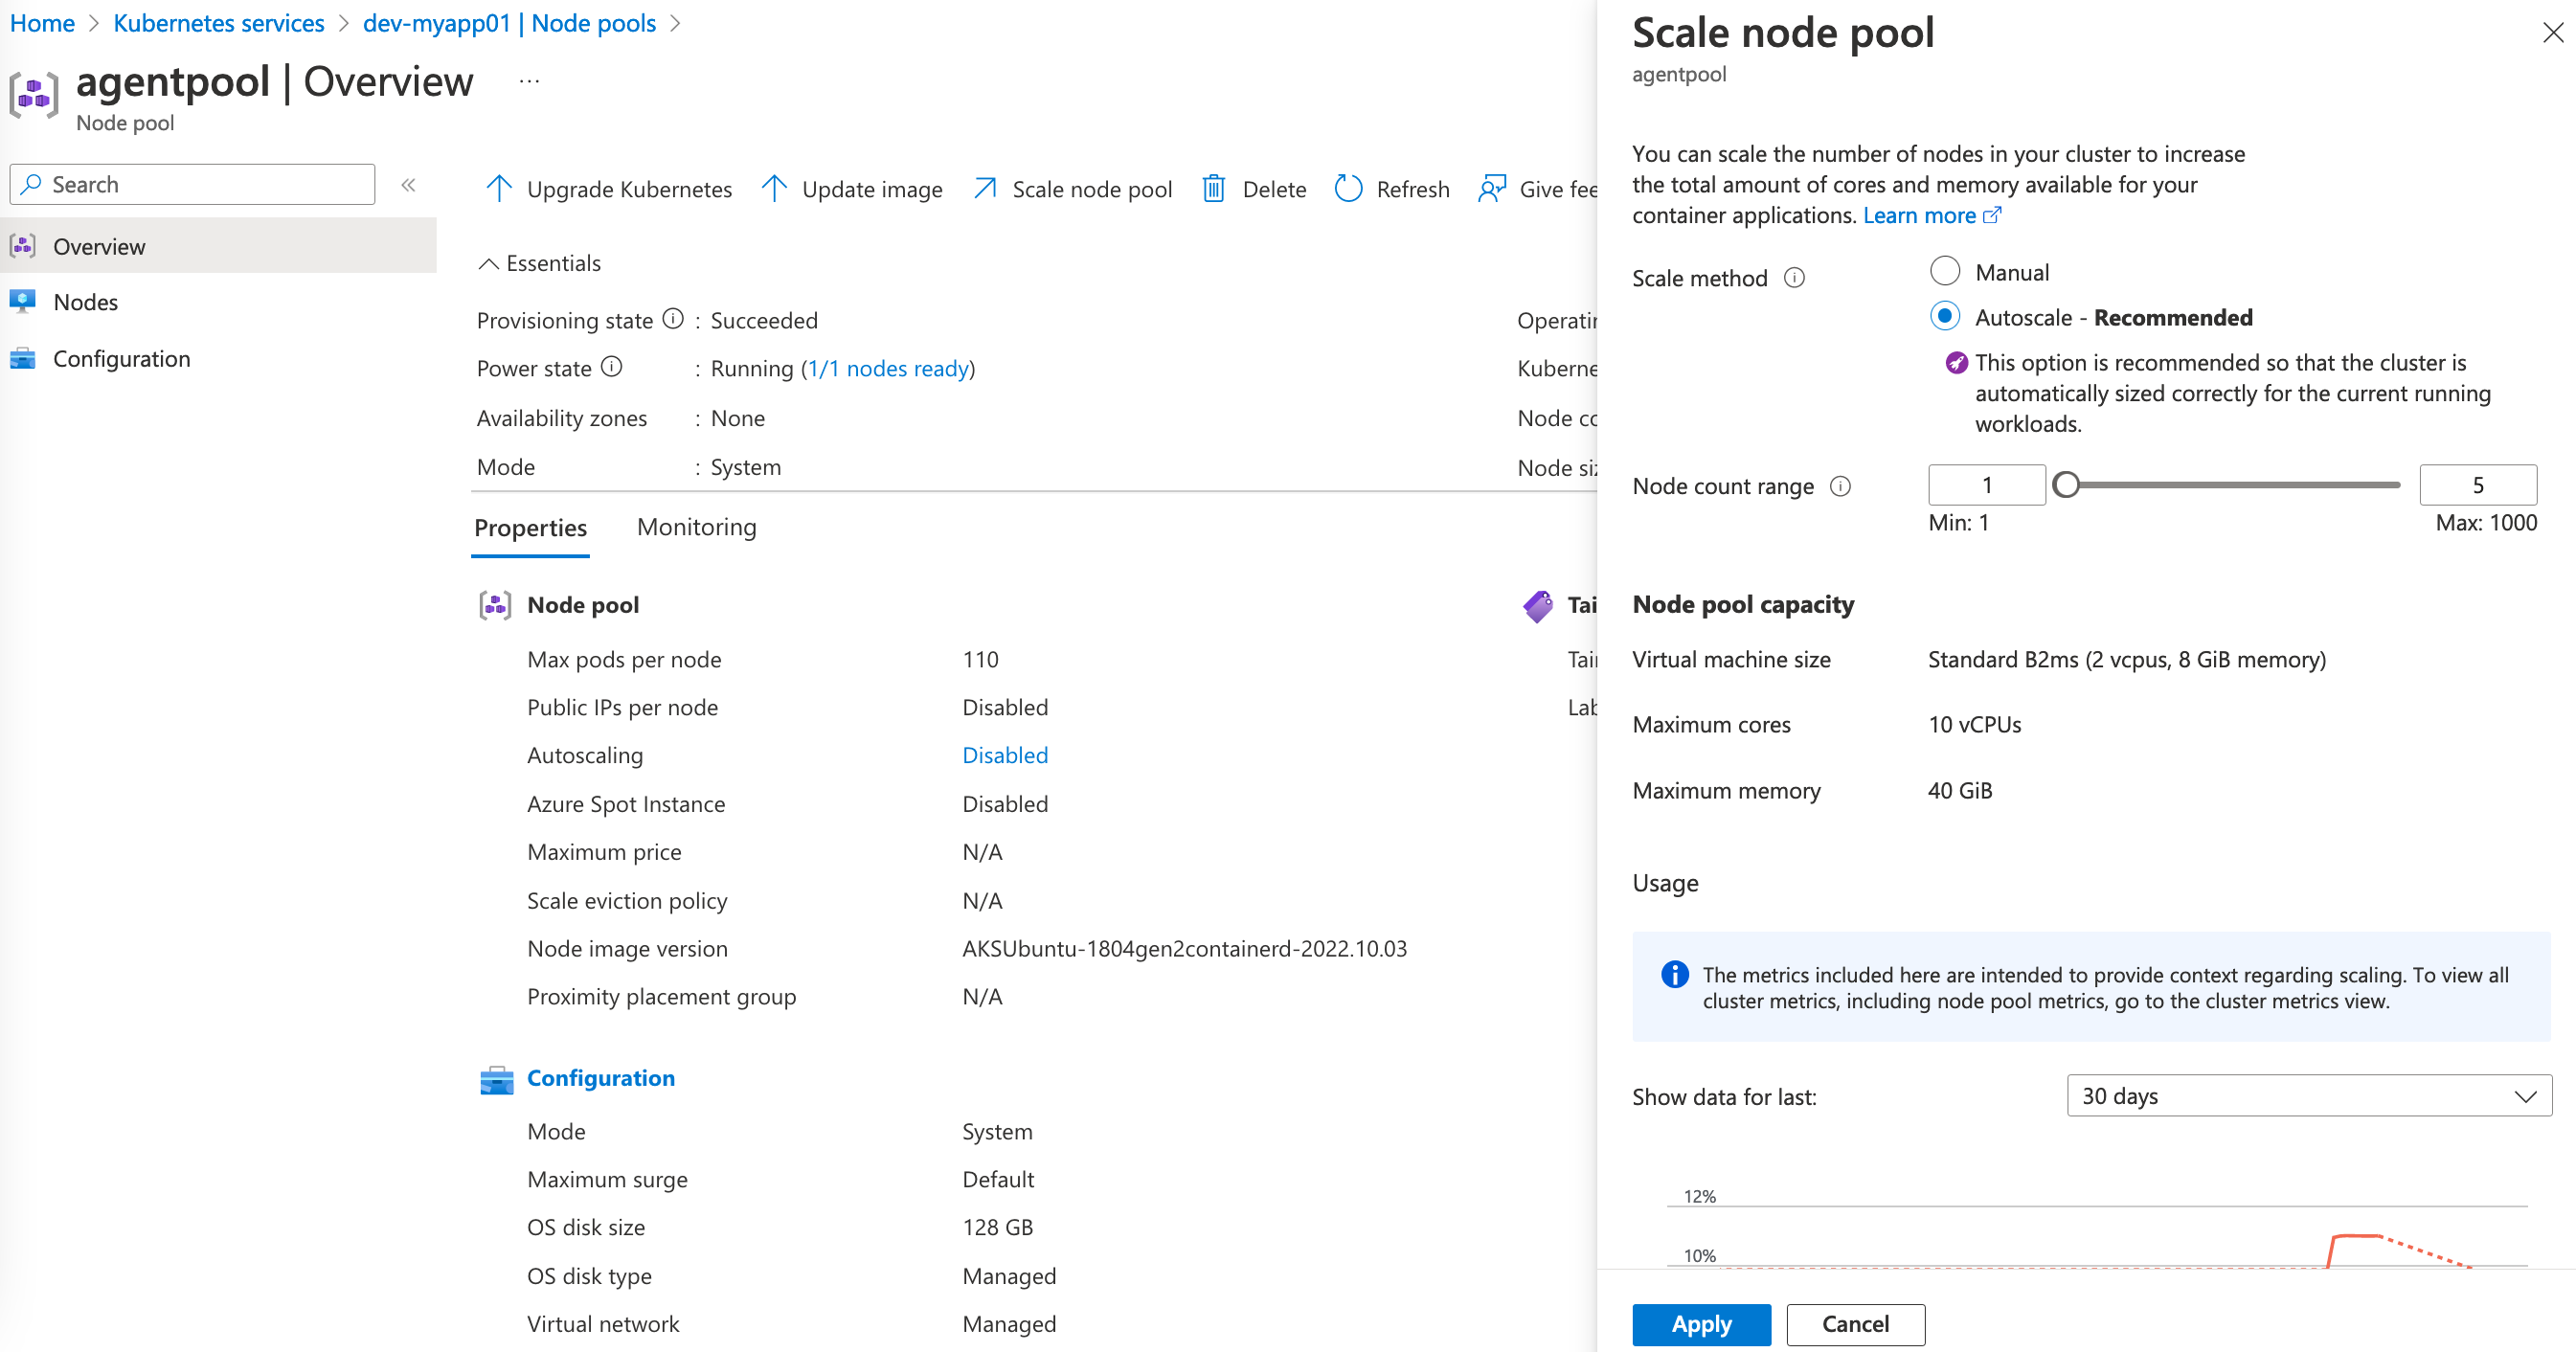 Home > Kubernetes services > dev-myapp01 | Node pools >
agentpool | Overview ...
Node pool
Search «
Overview
Nodes
Configuration
Upgrade Kubernetes Update image Scale node pool Delete Refresh Give fee
Essentials
Provisioning state : Succeeded
Power state : Running (1/1 nodes ready)
Availability zones : None
Mode : System
Operatin
Kuberne
Node co
Node siz
Properties Monitoring
Node pool
Max pods per node 110
Public IPs per node Disabled
Autoscaling Disabled
Azure Spot Instance Disabled
Maximum price N/A
Scale eviction policy N/A
Node image version AKSUbuntu-1804gen2containerd-2022.10.03
Proximity placement group N/A
Tai
Tai
Lab
Configuration
Mode System
Maximum surge Default
OS disk size 128 GB
OS disk type Managed
Virtual network Managed
Scale node pool
agentpool
You can scale the number of nodes in your cluster to increase
the total amount of cores and memory available for your
container applications. Learn more
Scale method
Manual
Autoscale - Recommended
This option is recommended so that the cluster is
automatically sized correctly for the current running
workloads.
Node count range 1 5
Min: 1 Max: 1000
Node pool capacity
Virtual machine size Standard B2ms (2 vcpus, 8 GiB memory)
Maximum cores 10 vCPUs
Maximum memory 40 GiB
Usage
The metrics included here are intended to provide context regarding scaling. To view all
cluster metrics, including node pool metrics, go to the cluster metrics view.
Show data for last: 30 days
12%
10%
Apply Cancel